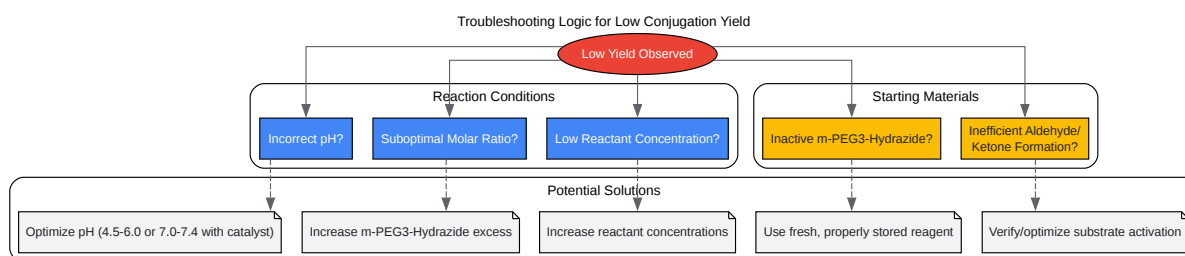 Troubleshooting Logic for Low Conjugation Yield
Low Yield Observed
Reaction Conditions
Starting Materials
Incorrect pH?
Suboptimal Molar Ratio?
Low Reactant Concentration?
Inactive m-PEG3-Hydrazide?
Inefficient Aldehyde/
Ketone Formation?
Potential Solutions
Optimize pH (4.5-6.0 or 7.0-7.4 with catalyst)
Increase m-PEG3-Hydrazide excess
Increase reactant concentrations
Use fresh, properly stored reagent
Verify/optimize substrate activation